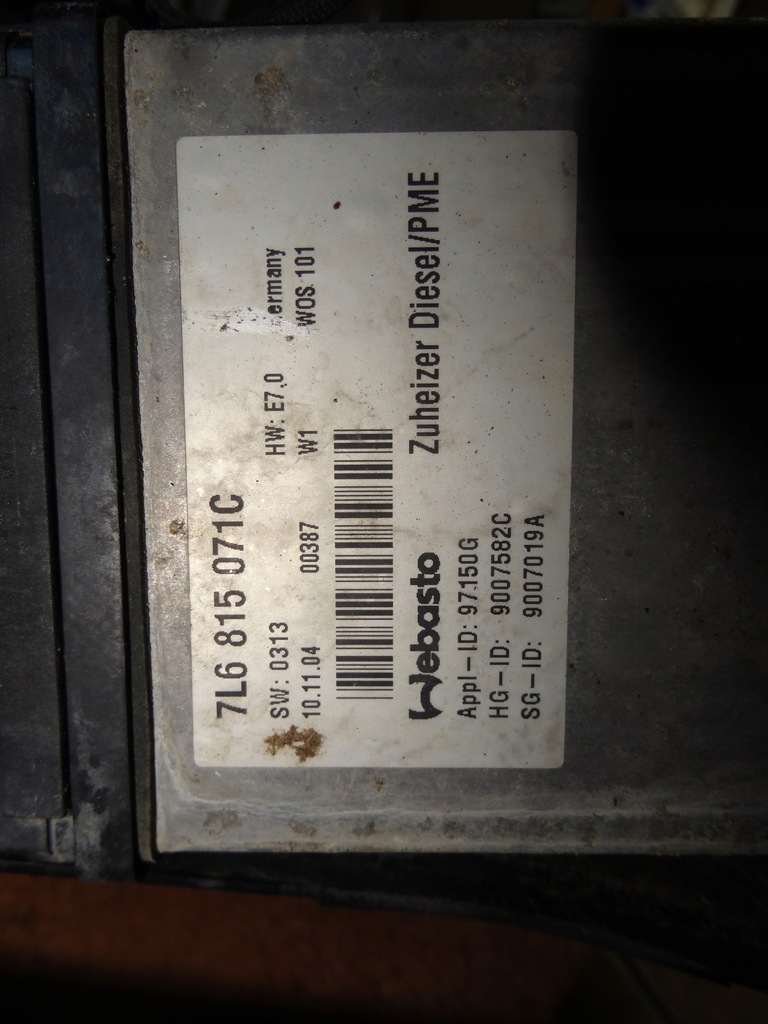 7L6 815 071C
SW: 0313 HW: E7.0 ermany
10.11.04 00387 W1 WOS 101
Webasto Zuheizer Diesel/PME
Appl-ID: 97150G
HG-ID: 9007582C
SG-ID: 9007019A